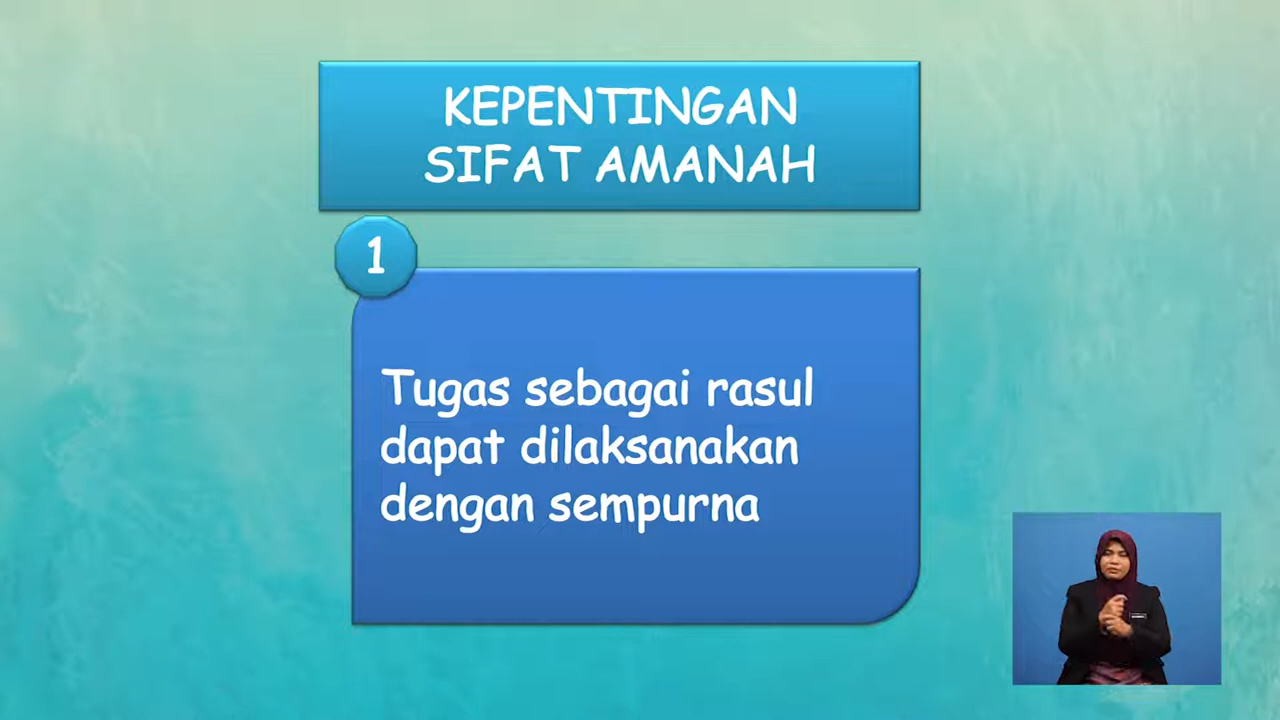 KEPENTINGAN
SIFAT AMANAH
1
Tugas sebagai rasul
dapat dilaksanakan
dengan sempurna